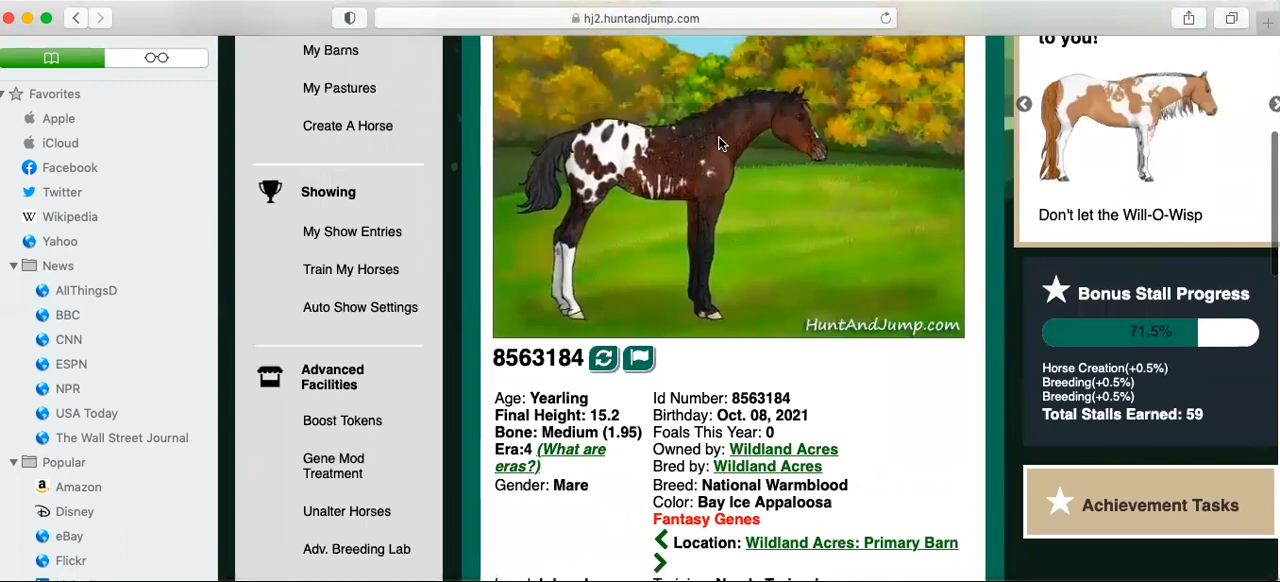 hj2.huntandjump.com
Favorites
Apple
iCloud
Facebook
Twitter
Wikipedia
Yahoo
News
AllThingsD
BBC
CNN
ESPN
NPR
USA Today
The Wall Street Journal
Popular
Amazon
Disney
eBay
Flickr
My Barns
My Pastures
Create A Horse
Showing
My Show Entries
Train My Horses
Auto Show Settings
Advanced
Facilities
Boost Tokens
Gene Mod
Treatment
Unalter Horses
Adv. Breeding Lab
HuntAndJump.com
8563184
Age: Yearling
Final Height: 15.2
Bone: Medium (1.95)
Era:4 (What are
eras?)
Gender: Mare
Id Number: 8563184
Birthday: Oct. 08, 2021
Foals This Year: 0
Owned by: Wildland Acres
Bred by: Wildland Acres
Breed: National Warmblood
Color: Bay Ice Appaloosa
Fantasy Genes
Location: Wildland Acres: Primary Barn
to you!
Don't let the Will-O-Wisp
Bonus Stall Progress
71.5%
Horse Creation(+0.5%)
Breeding(+0.5%)
Breeding(+0.5%)
Total Stalls Earned: 59
Achievement Tasks